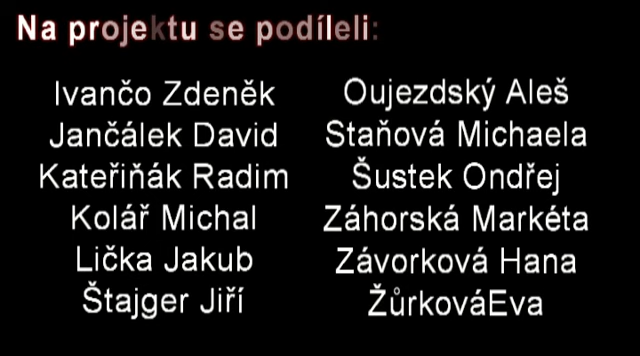 Na projektu se podíleli:
Ivančo Zdeněk
Jančálek David
Kateřiňák Radim
Kolář Michal
Lička Jakub
Štajger Jiří
Oujezdský Aleš
Staňová Michaela
Šustek Ondřej
Záhorská Markéta
Závorková Hana
ŽůrkováEva